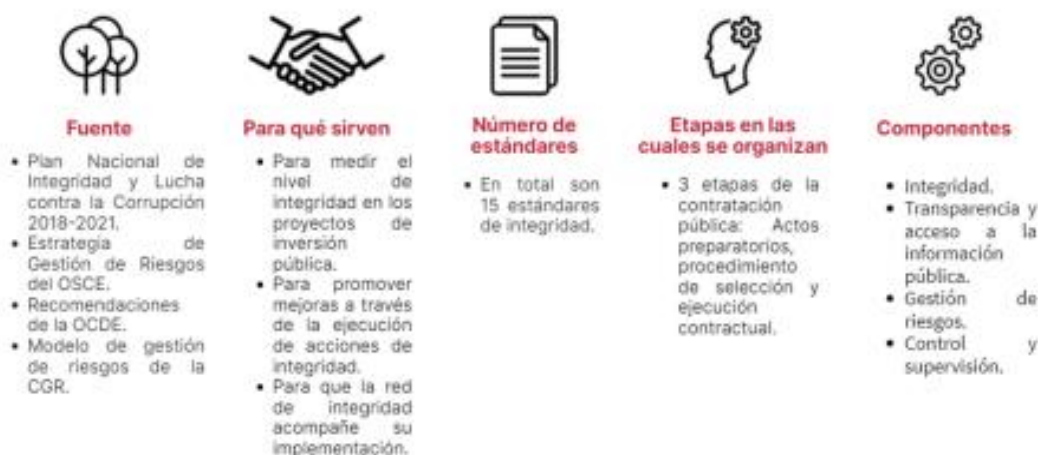 Fuente
• Plan Nacional de
Integridad y Lucha
contra la Corrupción
2018-2021.
• Estrategia de
Gestión de Riesgos
del OSCE.
• Recomendaciones
de la OCDE.
• Modelo de gestión
de riesgos de la
CGR.
Para qué sirven
• Para medir el
nivel de
integridad en los
proyectos de
inversión
pública.
• Para promover
mejoras a través
de la ejecución
de acciones de
integridad.
• Para que la red
de integridad
acompañe su
implementación.
Número de
estándares
• En total son
15 estándares
de integridad.
Etapas en las
cuales se organizan
• 3 etapas de la
contratación
pública: Actos
preparatorios,
procedimiento
de selección y
ejecución
contractual.
Componentes
• Integridad.
• Transparencia y
acceso a la
información
pública.
• Gestión de
riesgos.
• Control y
supervisión.